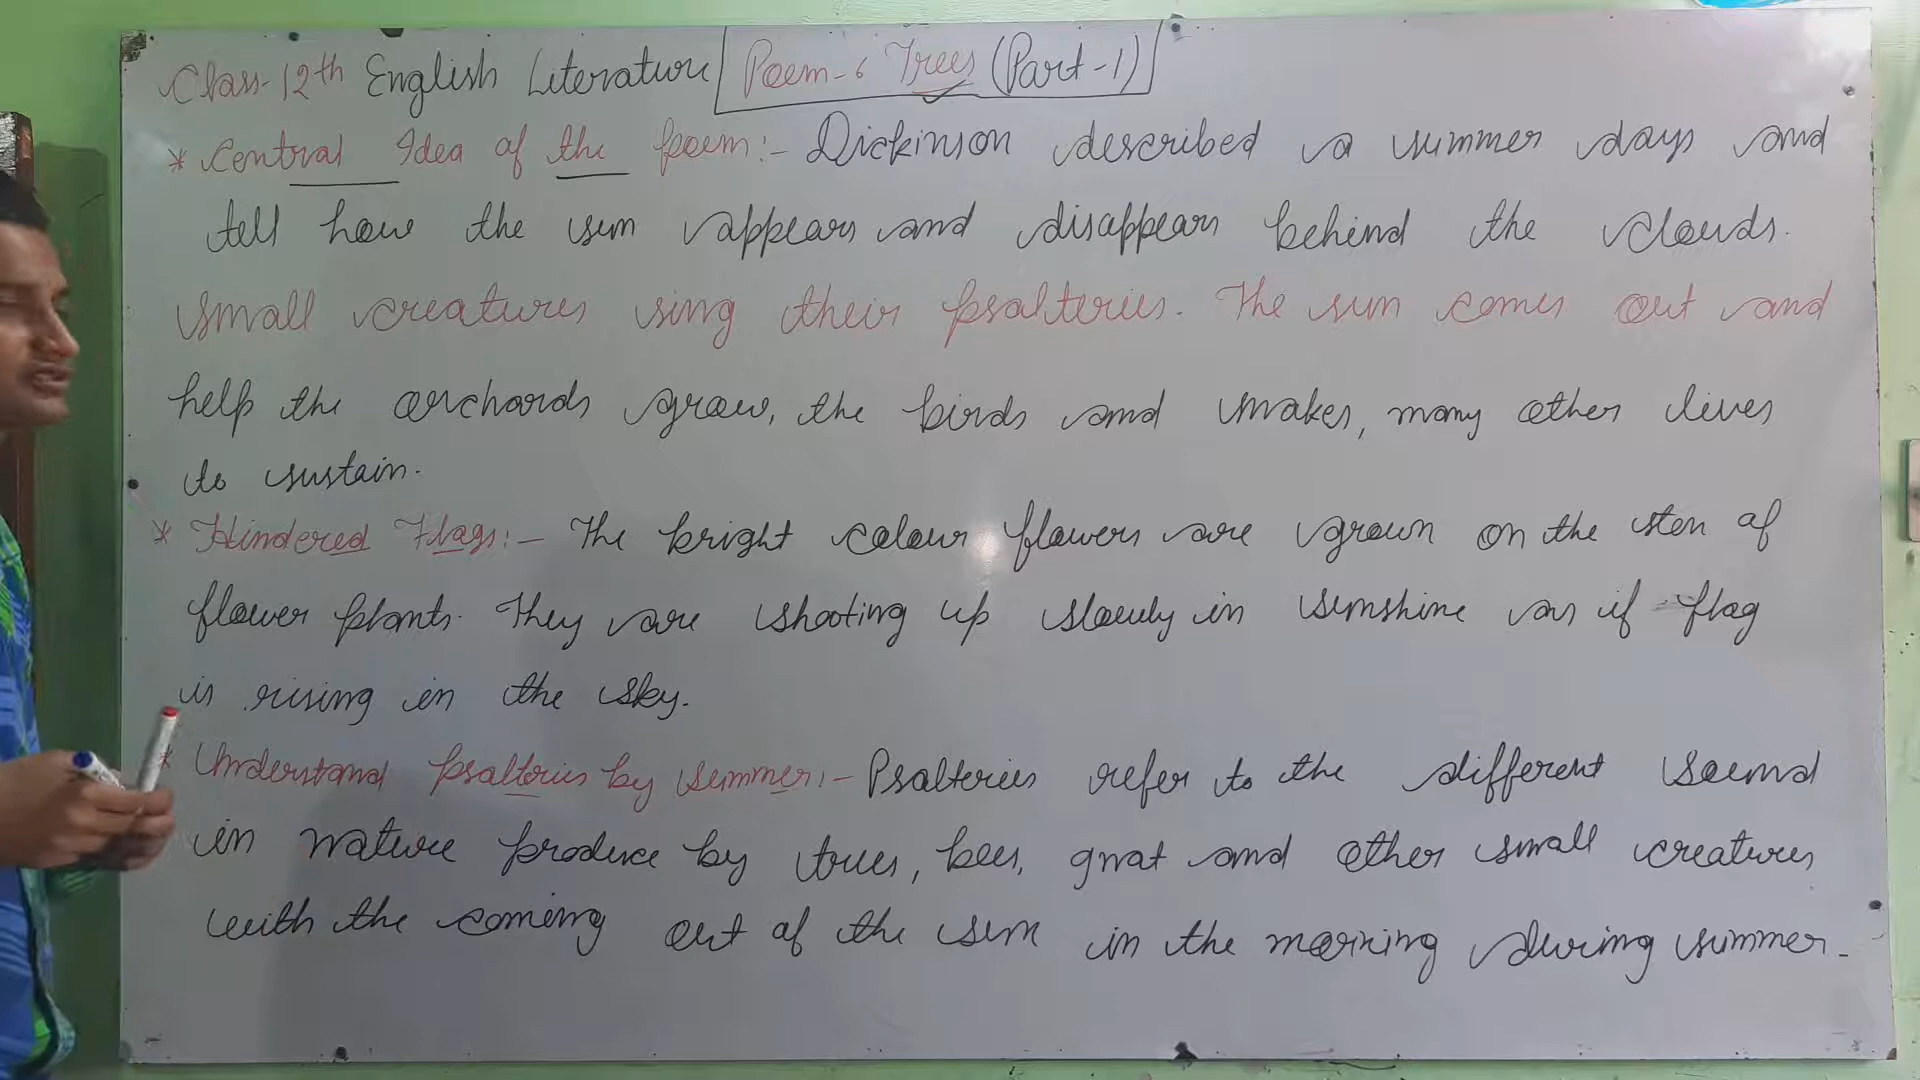 Class-12th English Literature Poem-6 Trees (Part-1)
* Central Idea of the poem:- Dickinson described a summer days and
tell how the sun appears and disappears behind the clouds.
Small creatures sing their psalteries. The sun comes out and
help the orchards grow, the birds and snakes, many other lives
to sustain.
* Hindered Flags:- The bright colour flowers are grown on the stem of
flower plants. They are shooting up slowly in sunshine as if flag
is rising in the sky.
* Understand psalteries by summer:- Psalteries refer to the different sound
in nature produce by trees, bees, gnat and other small creatures
with the coming out of the sun in the morning during summer.